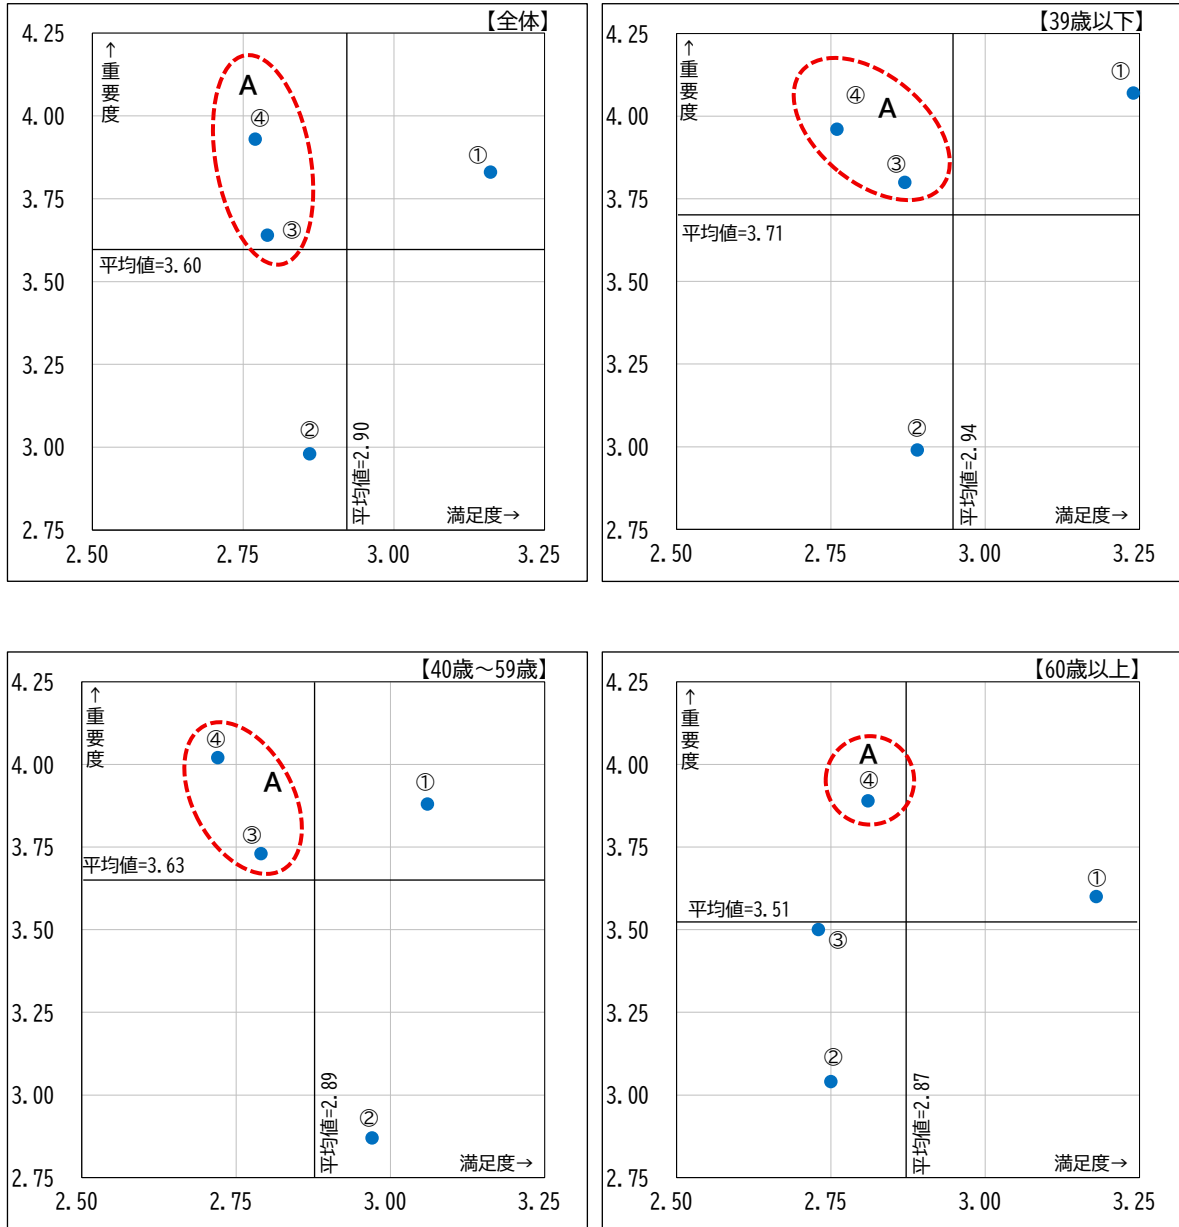 【全体】
4.25
↑
重要度
A
4.00
④
①
3.75
③
平均値=3.60
3.50
3.25
②
平均値=2.90
3.00
満足度→
2.75
2.50 2.75 3.00 3.25
【39歳以下】
4.25
↑
重要度
①
④
A
4.00
③
3.75
平均値=3.71
3.50
3.25
②
平均値=2.94
3.00
満足度→
2.75
2.50 2.75 3.00 3.25
【40歳～59歳】
4.25
↑
重要度
④
4.00
A
①
③
3.75
平均値=3.63
3.50
3.25
3.00
平均値=2.89
②
満足度→
2.75
2.50 2.75 3.00 3.25
【60歳以上】
4.25
↑
重要度
A
4.00
④
3.75
①
平均値=3.51
3.50
③
3.25
②
3.00
平均値=2.87
満足度→
2.75
2.50 2.75 3.00 3.25